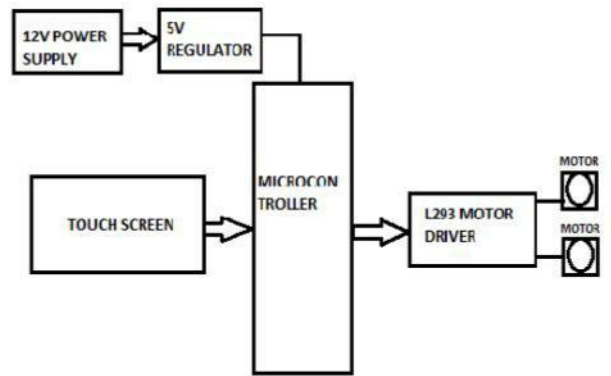 12V POWER
SUPPLY
5V
REGULATOR
TOUCH SCREEN
MICROCON
TROLLER
L293 MOTOR
DRIVER
MOTOR
MOTOR